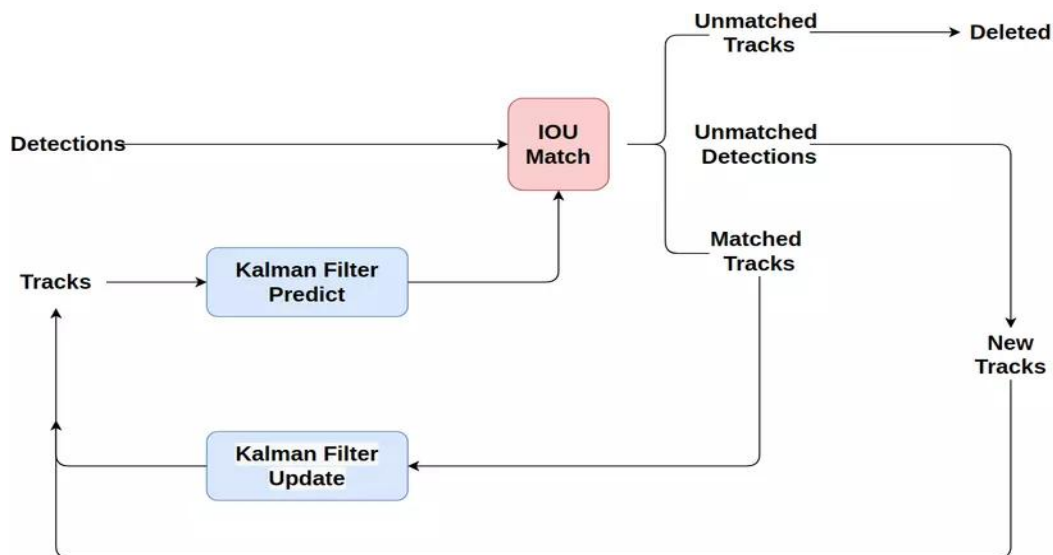 Unmatched
Tracks
Deleted
Detections
IOU
Match
Unmatched
Detections
Matched
Tracks
Tracks
Kalman Filter
Predict
New
Tracks
Kalman Filter
Update